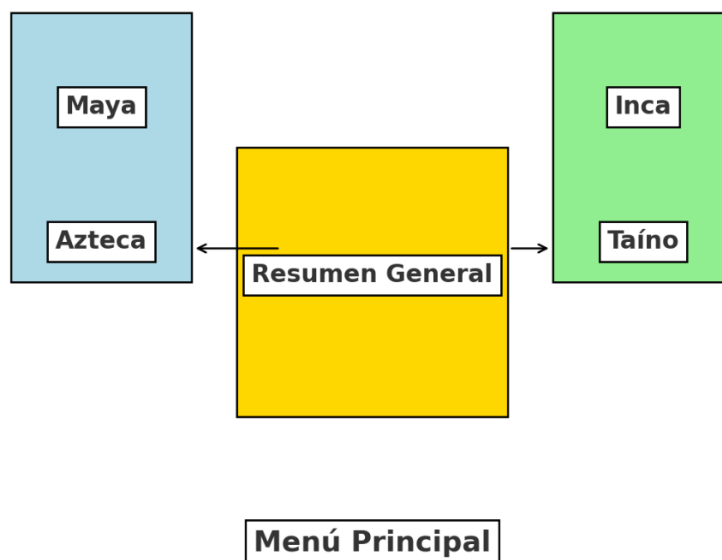 Maya
Inca
Azteca
Taíno
Resumen General
Menú Principal